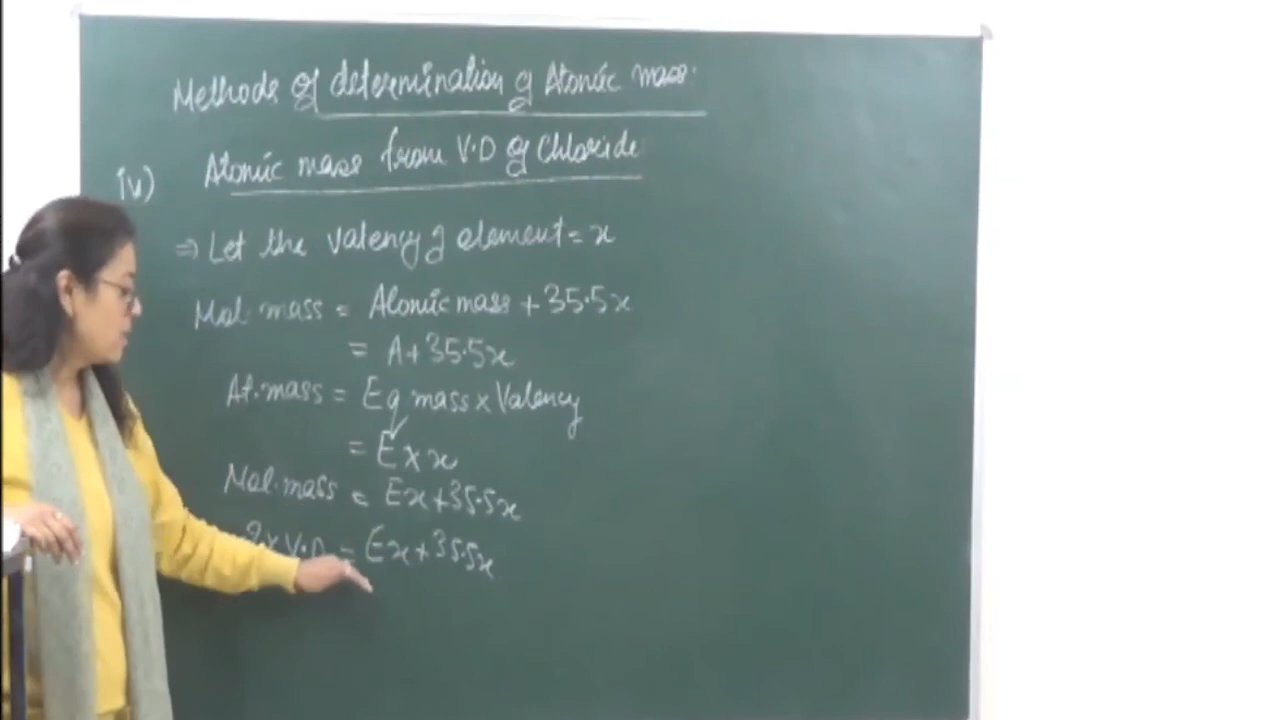 Methods of determination of Atomic mass.
iv) Atomic mass from V.D of Chloride
⇒ Let the valency of element = x
Mol. mass = Atomic mass + 35.5x
= A + 35.5x
At. mass = Eq mass × Valency
= E × x
Mol. mass = Ex + 35.5x
2 × V.D = Ex + 35.5x